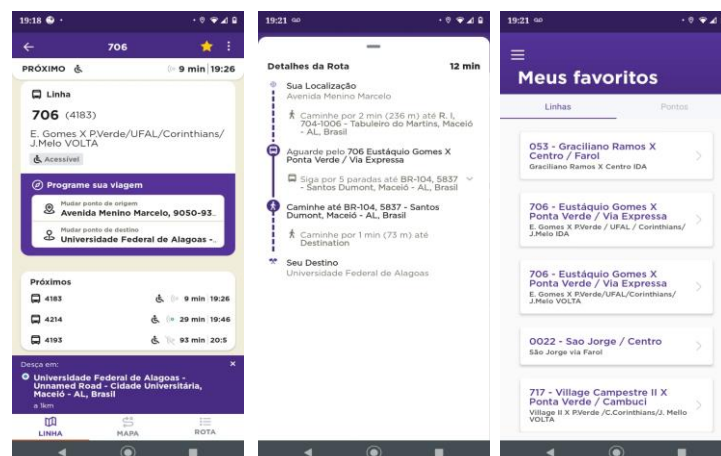 19:18
706
PRÓXIMO
9 min 19:26
Linha
706 (4183)
E. Gomes X P.Verde/UFAL/Corinthians/
J.Melo VOLTA
Acessível
Programe sua viagem
Mudar ponto de origem
Avenida Menino Marcelo, 9050-93..
Mudar ponto de destino
Universidade Federal de Alagoas -..
Próximos
4183 9 min 19:26
4214 29 min 19:46
4193 93 min 20:5
Desça em:
Universidade Federal de Alagoas -
Unnamed Road - Cidade Universitária,
Maceió - AL, Brasil
a 1km
LINHA MAPA ROTA
19:21
Detalhes da Rota 12 min
Sua Localização
Avenida Menino Marcelo
Caminhe por 2 min (236 m) até R. I,
704-1006 - Tabuleiro do Martins, Maceió
- AL, Brasil
Aguarde pelo 706 Eustáquio Gomes X
Ponta Verde / Via Expressa
Siga por 5 paradas até BR-104, 5837
- Santos Dumont, Maceió - AL, Brasil
Caminhe até BR-104, 5837 - Santos
Dumont, Maceió - AL, Brasil
Caminhe por 1 min (73 m) até
Destination
Seu Destino
Universidade Federal de Alagoas
19:21
Meus favoritos
Linhas Pontos
053 - Graciliano Ramos X
Centro / Farol
Graciliano Ramos X Centro IDA
706 - Eustáquio Gomes X
Ponta Verde / Via Expressa
E. Gomes X P.Verde / UFAL / Corinthians/
J.Melo IDA
706 - Eustáquio Gomes X
Ponta Verde / Via Expressa
E. Gomes X P.Verde/UFAL/Corinthians/
J.Melo VOLTA
0022 - Sao Jorge / Centro
São Jorge via Farol
717 - Village Campestre II X
Ponta Verde / Cambuci
Village II X P.Verde /C.Corinthians/J. Mello
VOLTA